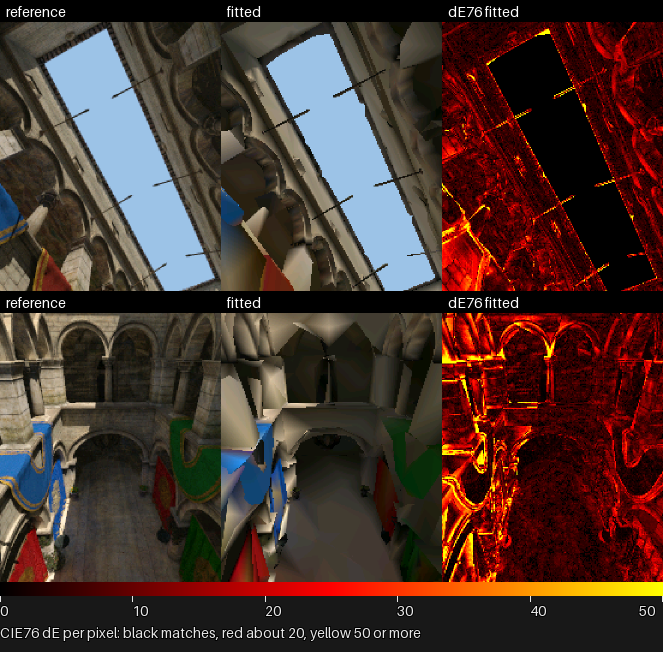 reference fitted dE76 fitted
reference fitted dE76 fitted
0 10 20 30 40 50
CIE76 dE per pixel: black matches, red about 20, yellow 50 or more